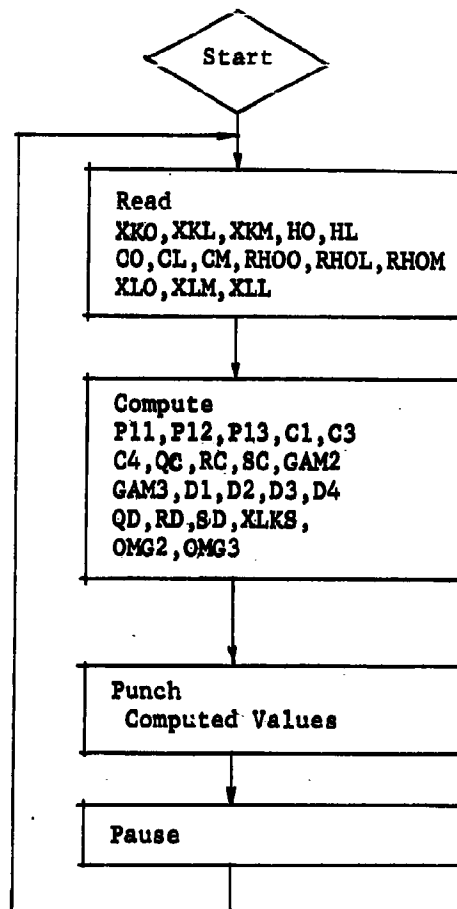 Start
Read
XKO,XKL,XKM,HO,HL
CO,CL,CM,RHOO,RHOL,RHOM
XLO,XLM,XLL
Compute
P11,P12,P13,C1,C3
C4,QC,RC,SC,GAM2
GAM3,D1,D2,D3,D4
QD,RD,SD,XLKS,
OMG2,OMG3
Punch
Computed Values
Pause